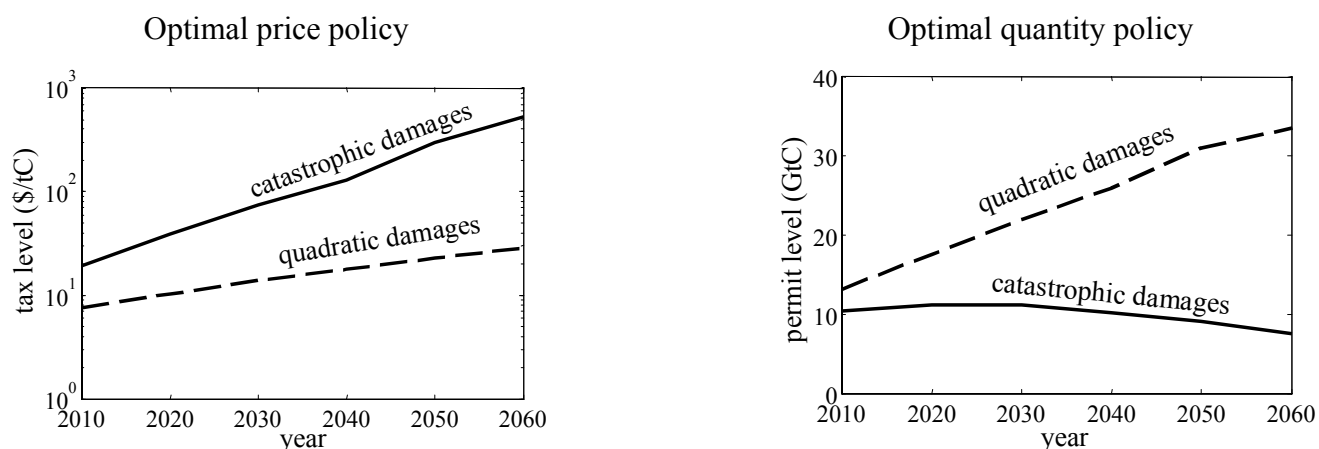 Optimal price policy
tax level ($/tC)
10^3
10^2
10^1
10^0
catastrophic damages
quadratic damages
2010 2020 2030 2040 2050 2060
year
Optimal quantity policy
permit level (GtC)
40
30
20
10
0
quadratic damages
catastrophic damages
2010 2020 2030 2040 2050 2060
year